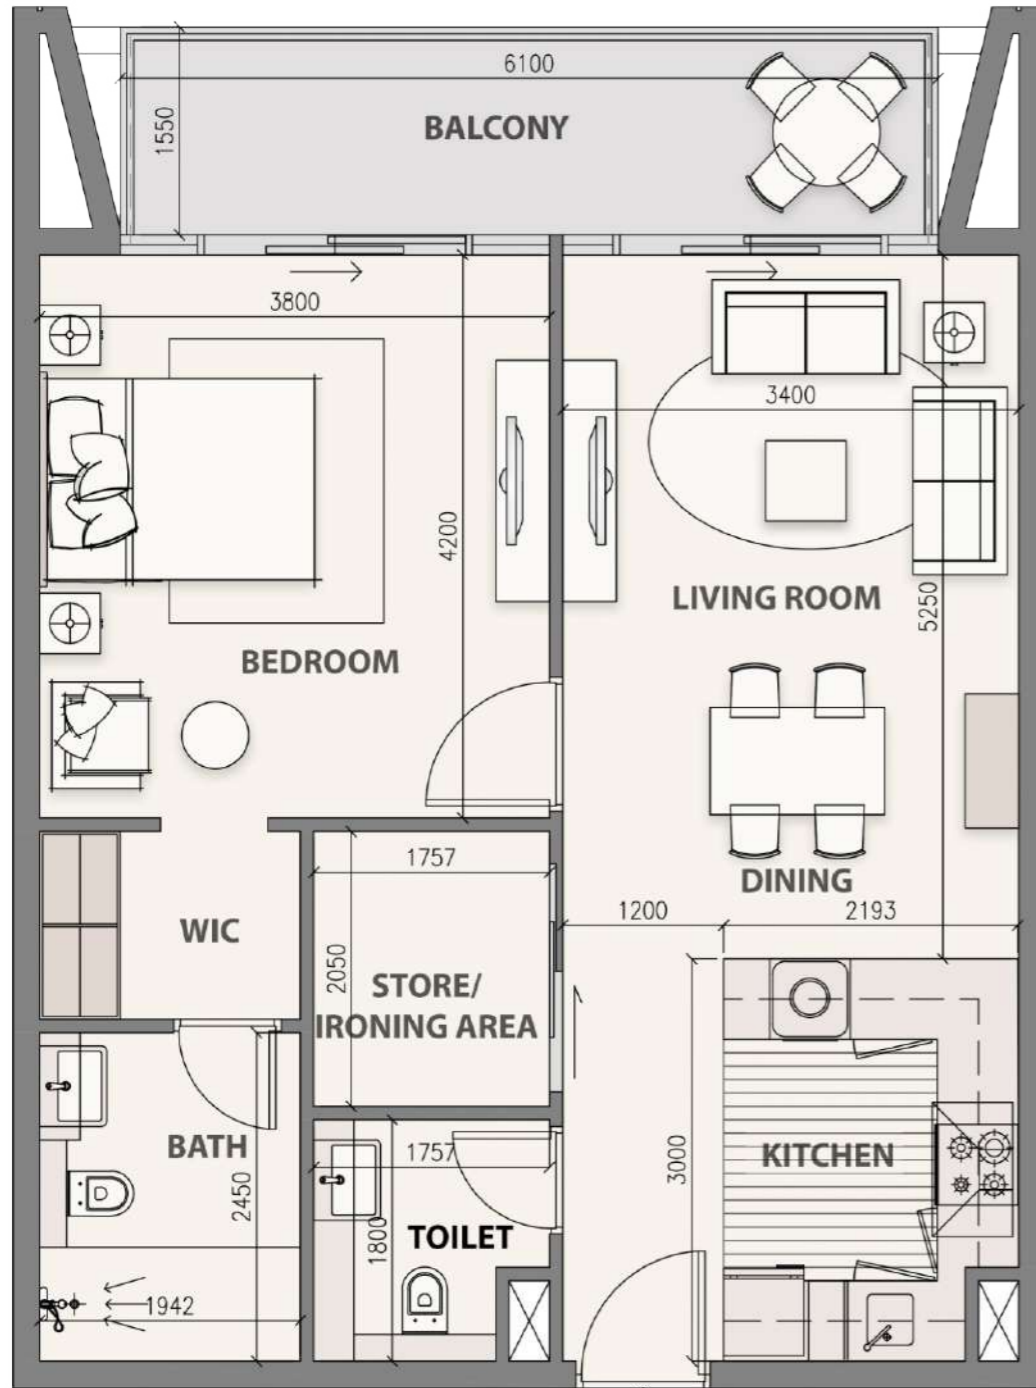 6100
1550
BALCONY
3800
3400
4200
LIVING ROOM
5250
BEDROOM
DINING
1757
1200
2193
WIC
2050
STORE/
IRONING AREA
BATH
2450
1757
3000
KITCHEN
1800
TOILET
1942